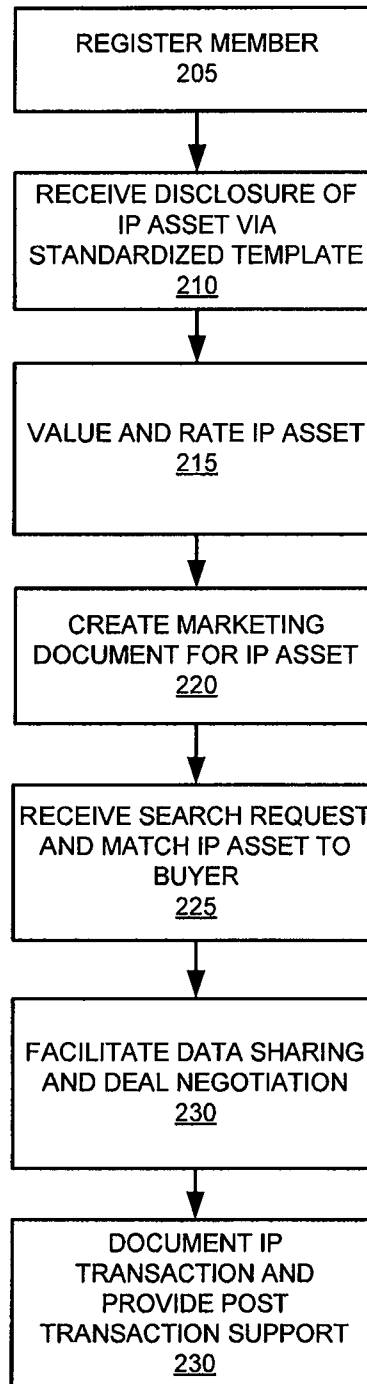 REGISTER MEMBER
205
RECEIVE DISCLOSURE OF
IP ASSET VIA
STANDARDIZED TEMPLATE
210
VALUE AND RATE IP ASSET
215
CREATE MARKETING
DOCUMENT FOR IP ASSET
220
RECEIVE SEARCH REQUEST
AND MATCH IP ASSET TO
BUYER
225
FACILITATE DATA SHARING
AND DEAL NEGOTIATION
230
DOCUMENT IP
TRANSACTION AND
PROVIDE POST
TRANSACTION SUPPORT
230